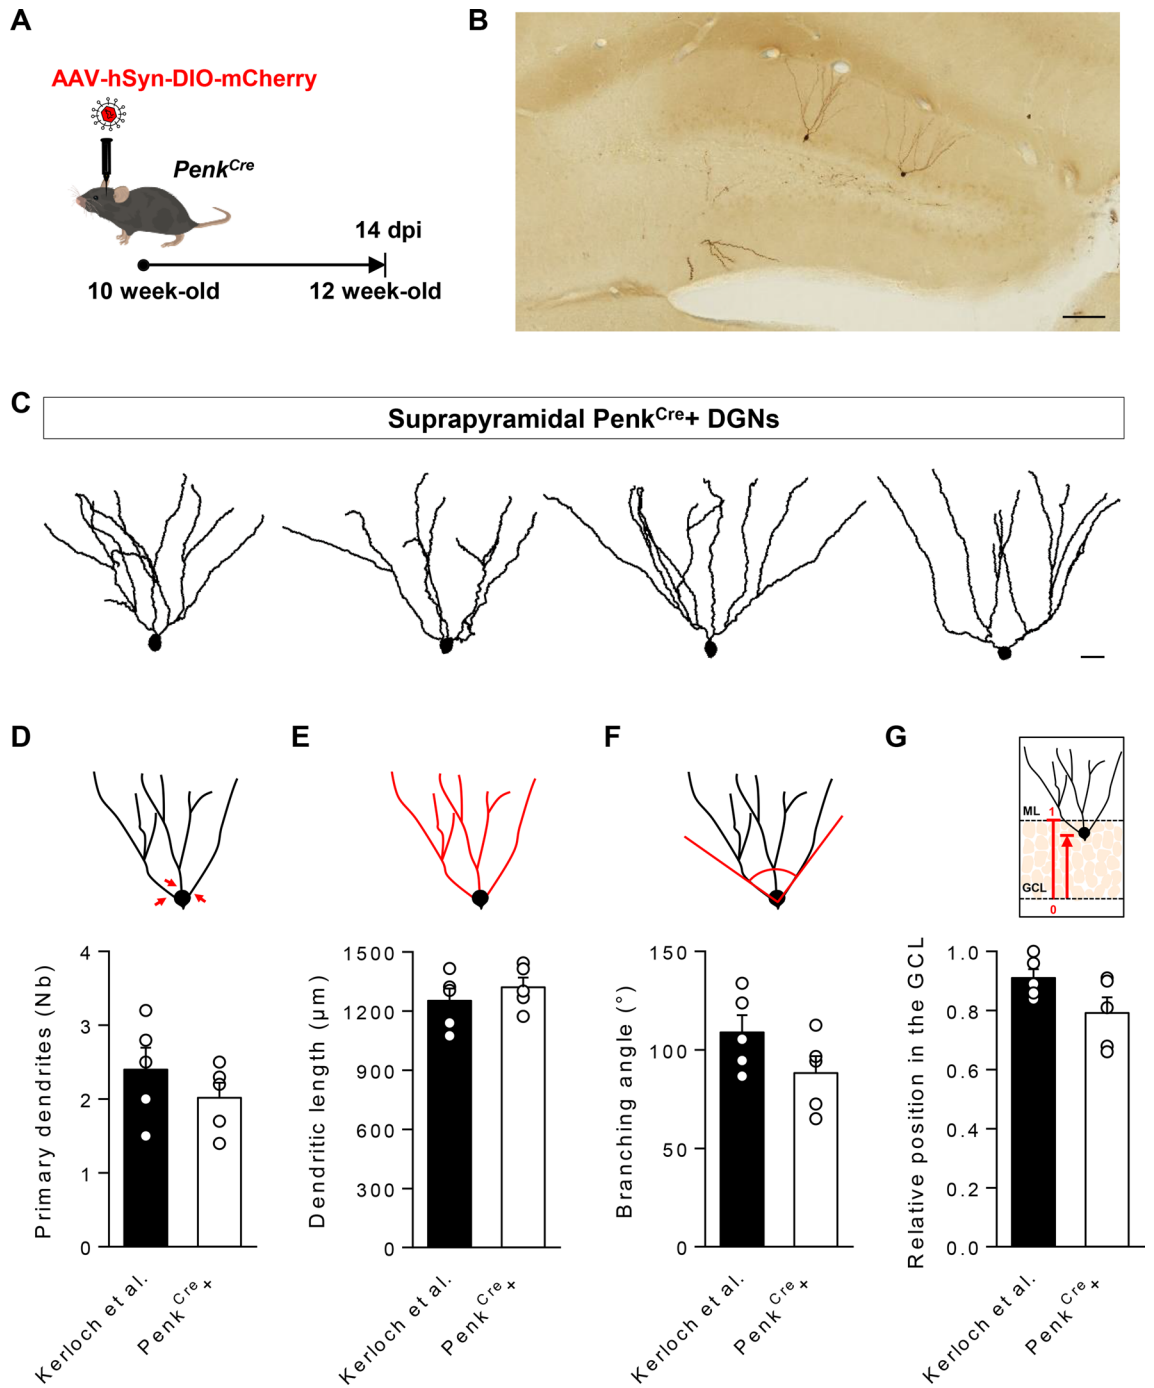 A
B
AAV-hSyn-DIO-mCherry
PenkCre
14 dpi
10 week-old
12 week-old
C
Suprapyramidal PenkCre+ DGNs
D
E
F
G
ML
1
GCL
0
Primary dendrites (Nb)
4
3
2
1
0
Kerloch et al.
PenkCre+
Dendritic length (µm)
1500
1200
900
600
300
0
Kerloch et al.
PenkCre+
Branching angle (°)
150
100
50
0
Kerloch et al.
PenkCre+
Relative position in the GCL
1.0
0.8
0.6
0.4
0.2
0.0
Kerloch et al.
PenkCre+